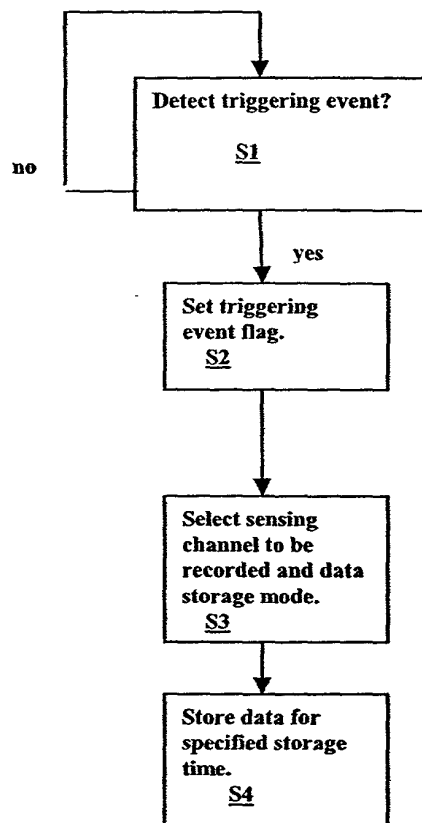 Detect triggering event?
S1
no
yes
Set triggering
event flag.
S2
Select sensing
channel to be
recorded and data
storage mode.
S3
Store data for
specified storage
time.
S4